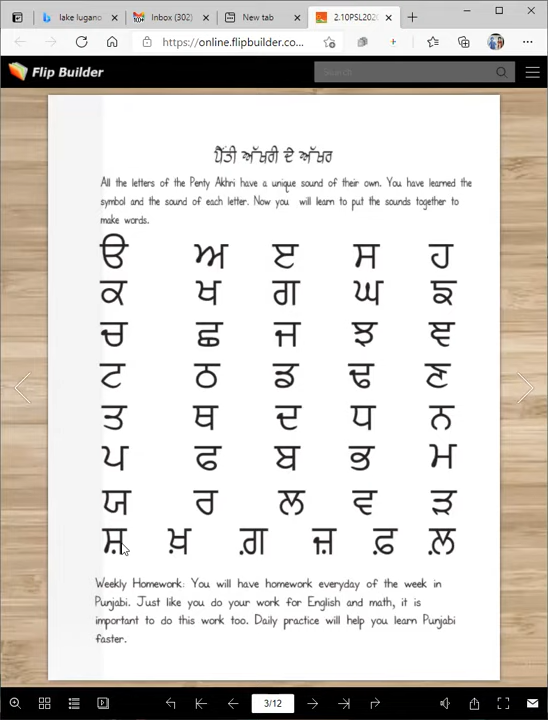 lake lugano
Inbox (302)
New tab
2.10PSL202
https://online.flipbuilder.co...
Flip Builder
Search
ਪੈਂਤੀ ਅੱਖਰੀ ਦੇ ਅੱਖਰ
All the letters of the Penty Akhri have a unique sound of their own. You have learned the
symbol and the sound of each letter. Now you will learn to put the sounds together to
make words.
ੳ ਅ ੲ ਸ ਹ
ਕ ਖ ਗ ਘ ਙ
ਚ ਛ ਜ ਝ ਞ
ਟ ਠ ਡ ਢ ਣ
ਤ ਥ ਦ ਧ ਨ
ਪ ਫ ਬ ਭ ਮ
ਯ ਰ ਲ ਵ ੜ
ਸ਼ ਖ਼ ਗ਼ ਜ਼ ਫ਼ ਲ਼
Weekly Homework: You will have homework everyday of the week in
Punjabi. Just like you do your work for English and math, it is
important to do this work too. Daily practice will help you learn Punjabi
faster.
3/12